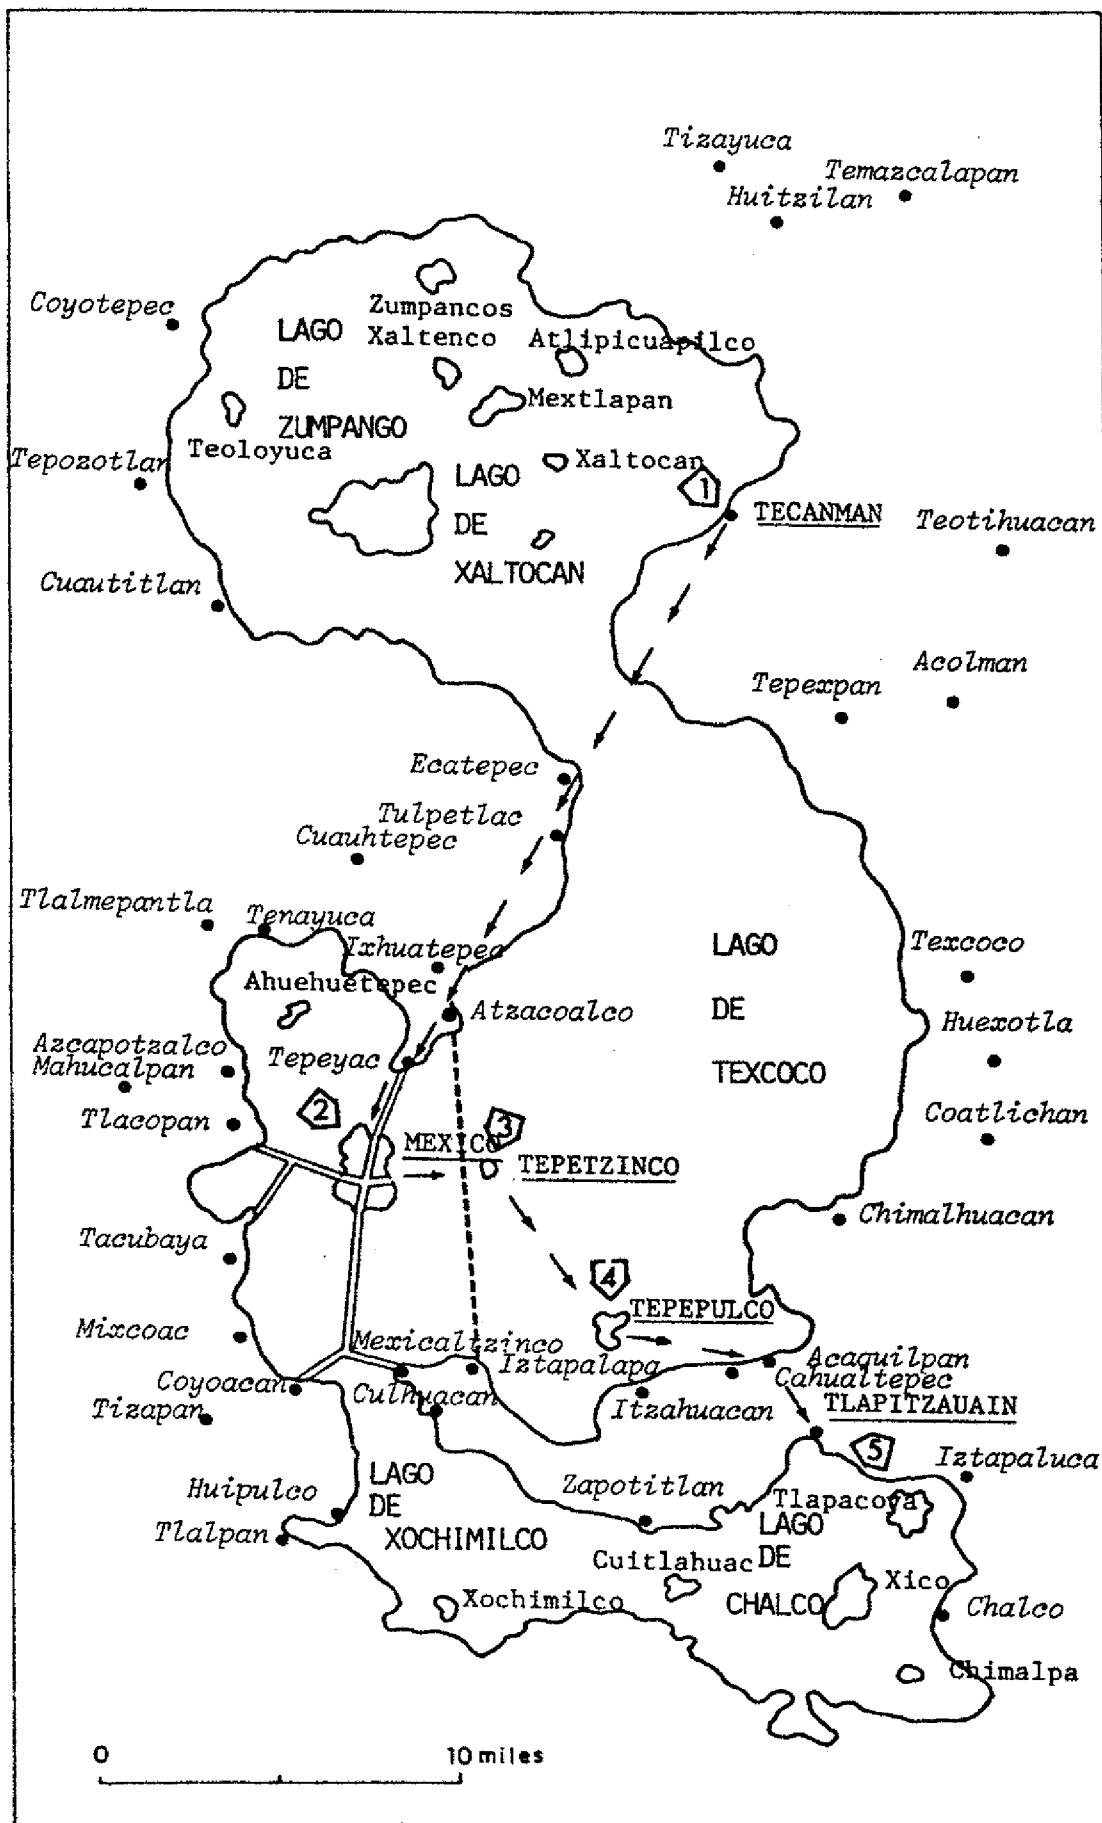 Tizayuca
Temazcalapan
Huitzilan
Coyotepec
Zumpancos
LAGO
DE
ZUMPANGO
Xaltenco
Atlipicuapilco
Mextlapan
Teoloyuca
Tepozotlan
LAGO
DE
XALTOCAN
Xaltocan
1
TECANMAN
Teotihuacan
Cuautitlan
Acolman
Tepexpan
Ecatepec
Tulpetlac
Cuauhtepec
Tlalmepantla
Tenayuca
Ixhuatepec
LAGO
DE
TEXCOCO
Texcoco
Ahuehuetepec
Atzacoalco
Huexotla
Azcapotzalco
Mahucalpan
Tepeyac
2
3
Tlacopan
Coatlichan
MEXICO
TEPETZINCO
Chimalhuacan
Tacubaya
4
TEPEPULCO
Mixcoac
Mexicaltzinco
Iztapalapa
Acaquilpan
Cahualtepec
Coyoacan
Culhuacan
Itzahuacan
TLAPITZAUAIN
Tizapan
5
Iztapaluca
LAGO
DE
XOCHIMILCO
Huipulco
Zapotitlan
Tlapacoya
Tlalpan
LAGO
DE
CHALCO
Cuitlahuac
Xico
Xochimilco
Chalco
Chimalpa
0 10 miles